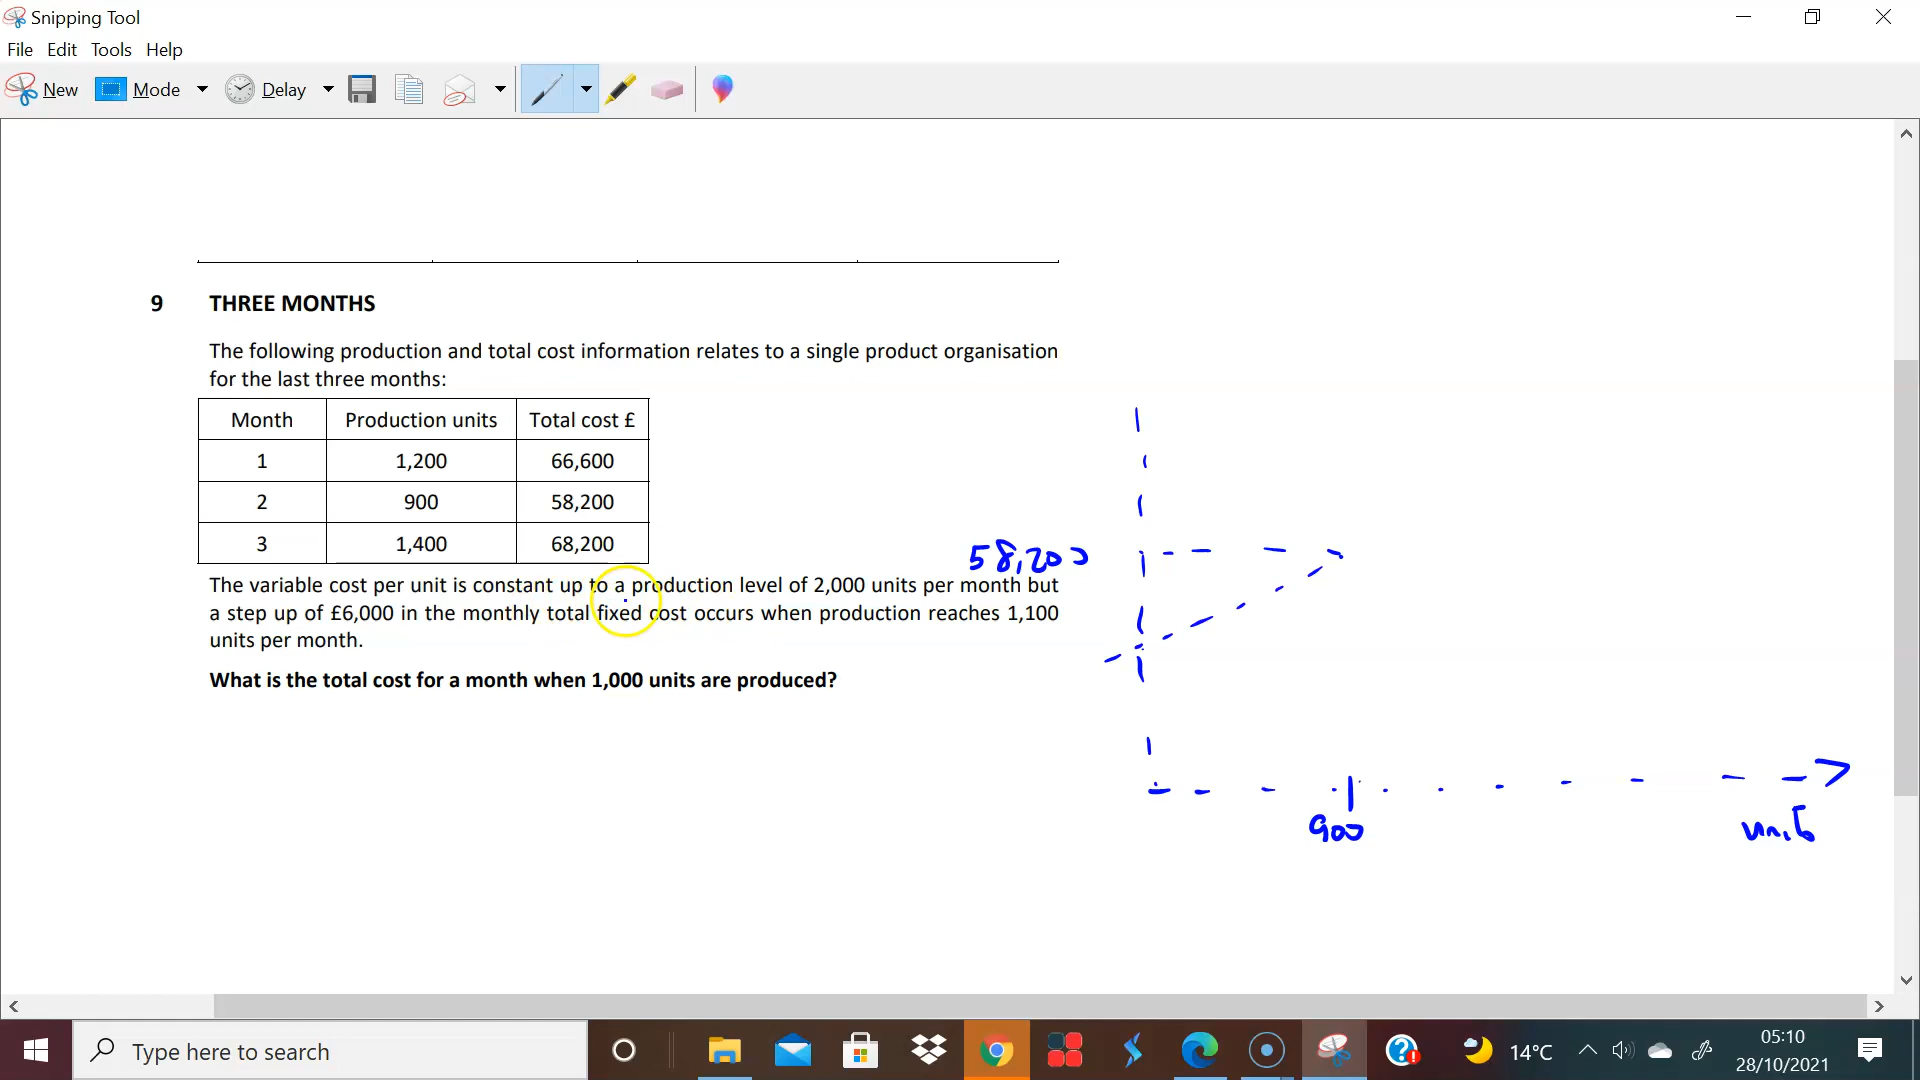 Snipping Tool
File Edit Tools Help
New Mode Delay
9 THREE MONTHS
The following production and total cost information relates to a single product organisation
for the last three months:
Month Production units Total cost £
1 1,200 66,600
2 900 58,200
3 1,400 68,200
58,200
The variable cost per unit is constant up to a production level of 2,000 units per month but
a step up of £6,000 in the monthly total fixed cost occurs when production reaches 1,100
units per month.
What is the total cost for a month when 1,000 units are produced?
900
units
Type here to search
14°C
05:10
28/10/2021